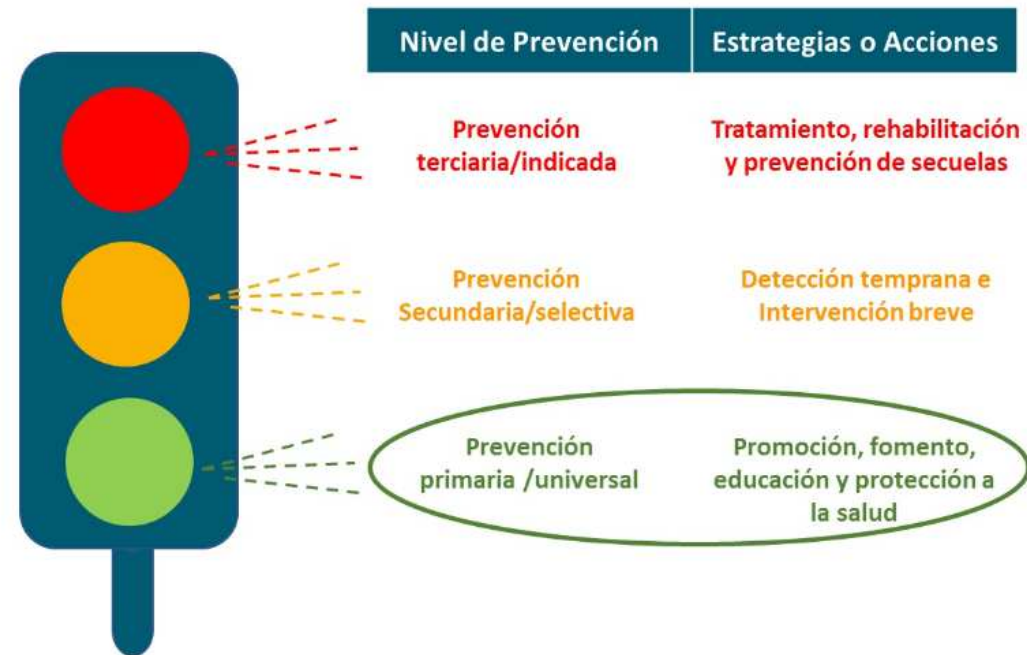 Nivel de Prevención
Estrategias o Acciones
Prevención
terciaria/indicada
Tratamiento, rehabilitación
y prevención de secuelas
Prevención
Secundaria/selectiva
Detección temprana e
Intervención breve
Prevención
primaria /universal
Promoción, fomento,
educación y protección a
la salud